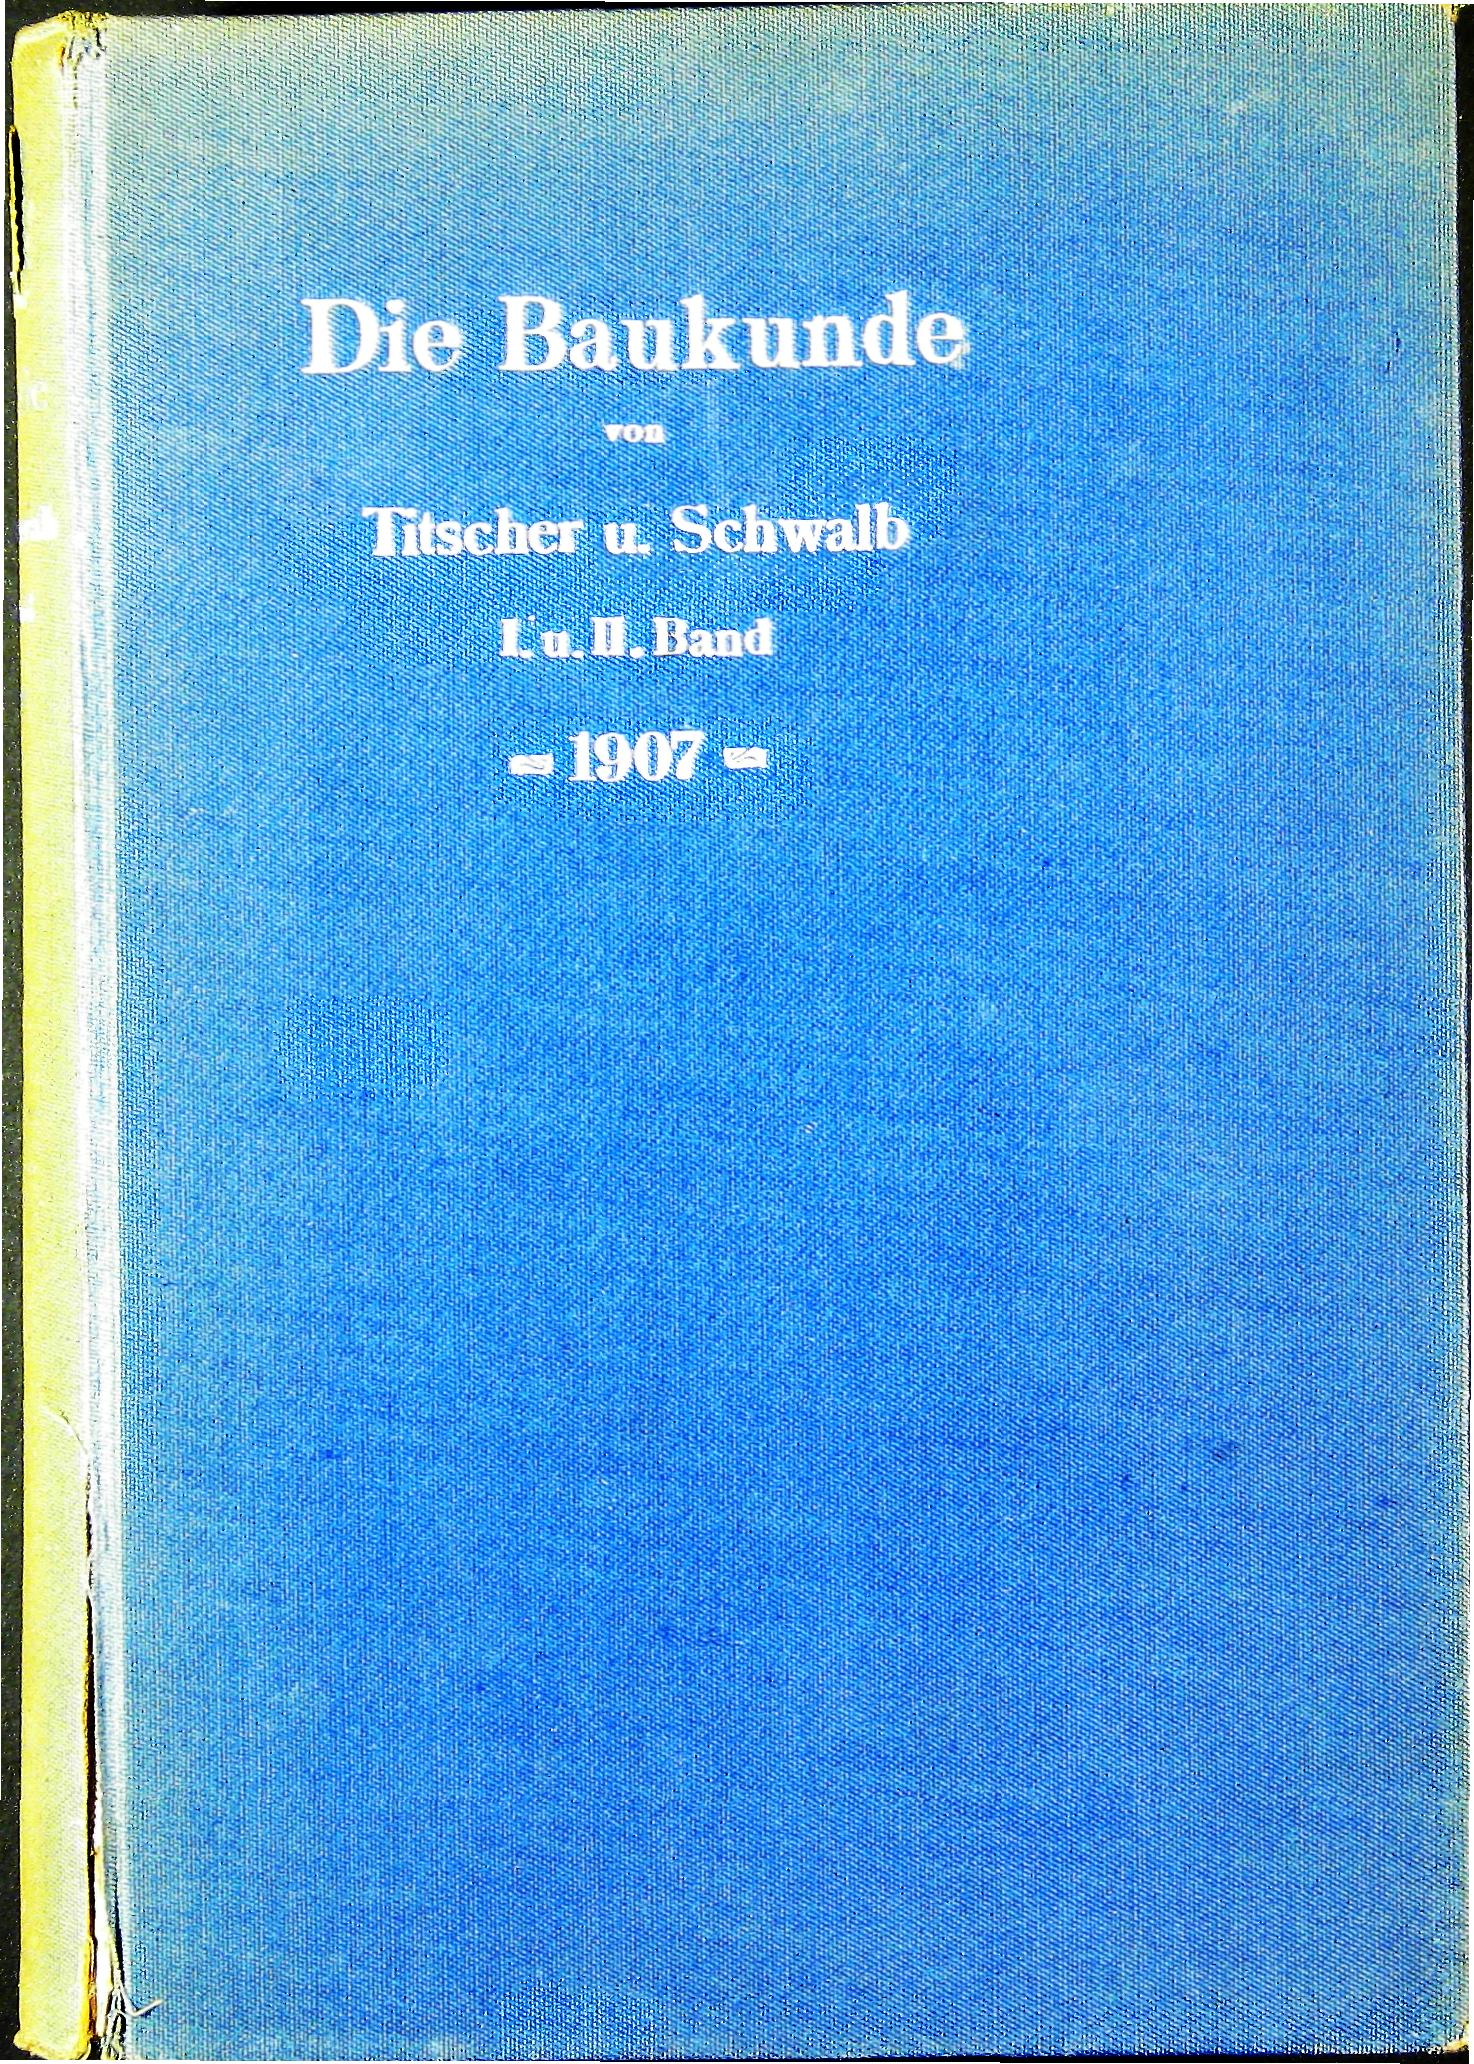 Die Baukunde
von
Titscher u. Schwalb
I. u. II. Band
1907